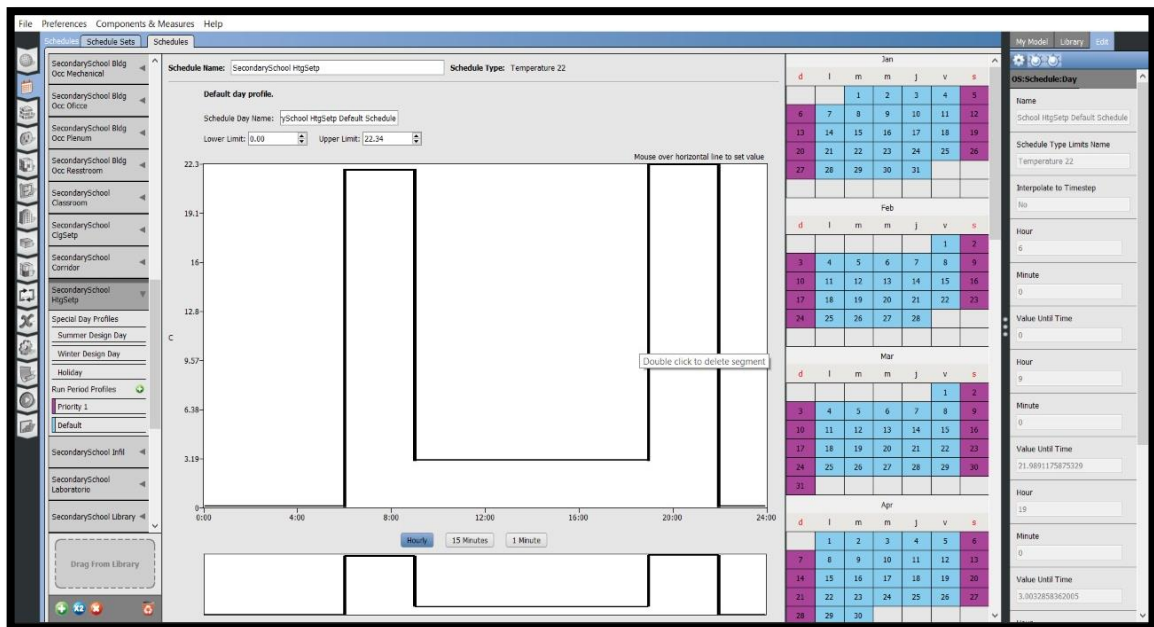 File Preferences Components & Measures Help
Schedules Schedule Sets Schedules
My Model Library Edit
SecondarySchool Bldg
Occ Mechanical
SecondarySchool Bldg
Occ Oficce
SecondarySchool Bldg
Occ Plenum
SecondarySchool Bldg
Occ Resstroom
SecondarySchool
Classroom
SecondarySchool
ClgSetp
SecondarySchool
Corridor
SecondarySchool
HtgSetp
Special Day Profiles
Summer Design Day
Winter Design Day
Holiday
Run Period Profiles
Priority 1
Default
SecondarySchool Infil
SecondarySchool
Laboratorio
SecondarySchool Library
Drag From Library
X2
Schedule Name: SecondarySchool HtgSetp Schedule Type: Temperature 22
Default day profile.
Schedule Day Name: ySchool HtgSetp Default Schedule
Lower Limit: 0.00 Upper Limit: 22.34
Mouse over horizontal line to set value
22.3
19.1
16
12.8
C
9.57
6.38
3.19
0
Double click to delete segment
0:00 4:00 8:00 12:00 16:00 20:00 24:00
Hourly 15 Minutes 1 Minute
Jan
d l m m j v s
1 2 3 4 5
6 7 8 9 10 11 12
13 14 15 16 17 18 19
20 21 22 23 24 25 26
27 28 29 30 31
Feb
d l m m j v s
1 2
3 4 5 6 7 8 9
10 11 12 13 14 15 16
17 18 19 20 21 22 23
24 25 26 27 28
Mar
d l m m j v s
1 2
3 4 5 6 7 8 9
10 11 12 13 14 15 16
17 18 19 20 21 22 23
24 25 26 27 28 29 30
31
Apr
d l m m j v s
1 2 3 4 5 6
7 8 9 10 11 12 13
14 15 16 17 18 19 20
21 22 23 24 25 26 27
28 29 30
OS:Schedule:Day
Name
School HtgSetp Default Schedule
Schedule Type Limits Name
Temperature 22
Interpolate to Timestep
No
Hour
6
Minute
0
Value Until Time
0
Hour
9
Minute
0
Value Until Time
21.9891175875329
Hour
19
Minute
0
Value Until Time
3.0032858362005